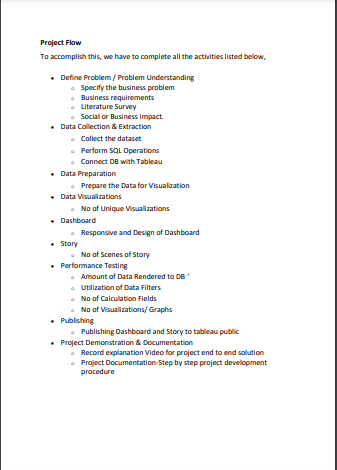 Project Flow
To accomplish this, we have to complete all the activities listed below,
• Define Problem / Problem Understanding
o Specify the business problem
o Business requirements
o Literature Survey
o Social or Business Impact.
• Data Collection & Extraction
o Collect the dataset
o Perform SQL Operations
o Connect DB with Tableau
• Data Preparation
o Prepare the Data for Visualization
• Data Visualizations
o No of Unique Visualizations
• Dashboard
o Responsive and Design of Dashboard
• Story
o No of Scenes of Story
• Performance Testing
o Amount of Data Rendered to DB '
o Utilization of Data Filters
o No of Calculation Fields
o No of Visualizations/ Graphs
• Publishing
o Publishing Dashboard and Story to tableau public
• Project Demonstration & Documentation
o Record explanation Video for project end to end solution
o Project Documentation-Step by step project development
procedure